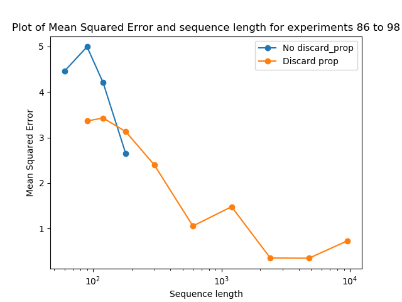 Plot of Mean Squared Error and sequence length for experiments 86 to 98
No discard_prop
Discard prop
Mean Squared Error
5
4
3
2
1
10²
10³
10⁴
Sequence length